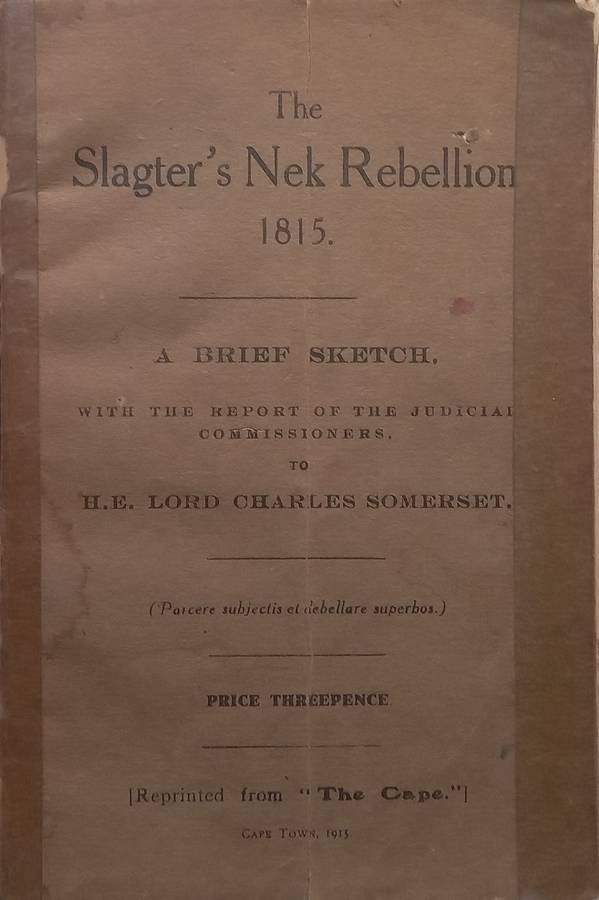 The
Slagter's Nek Rebellion
1815.
A BRIEF SKETCH,
WITH THE REPORT OF THE JUDICIAL
COMMISSIONERS,
TO
H.E. LORD CHARLES SOMERSET.
(Parcere subjectis et debellare superbos.)
PRICE THREEPENCE.
[Reprinted from "The Cape."]
CAPE TOWN, 1915.